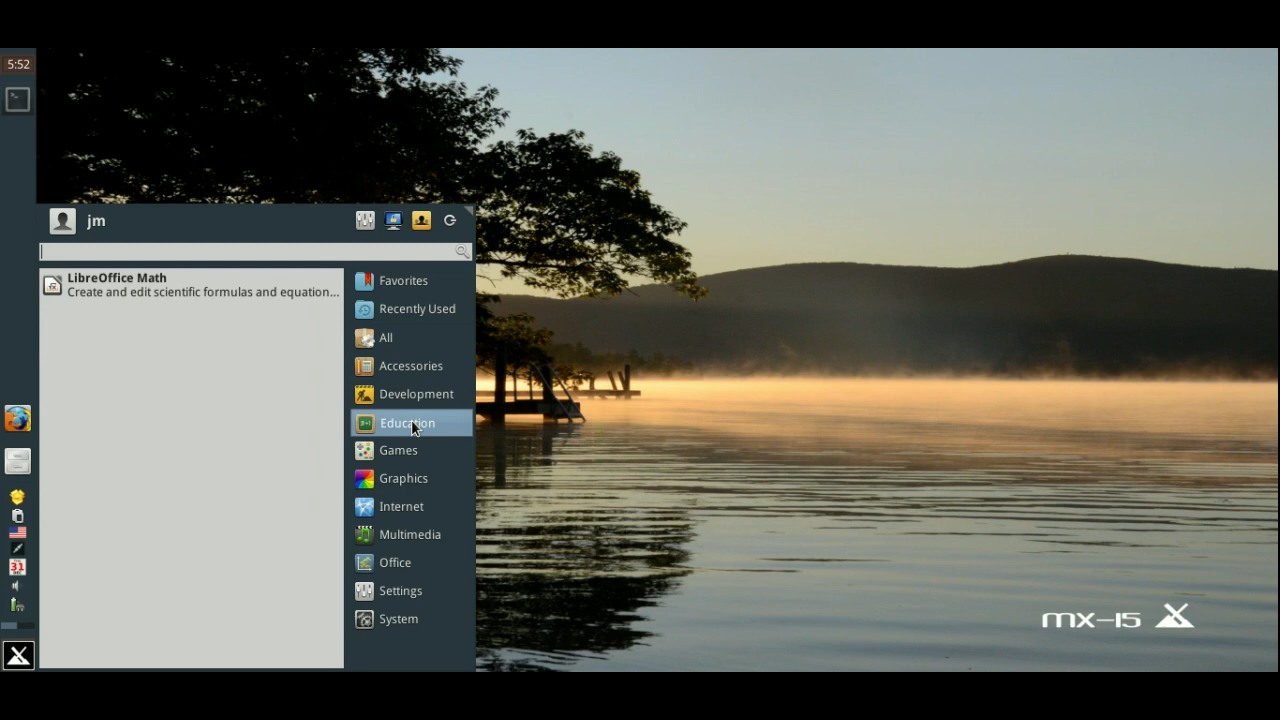 5:52
jm
LibreOffice Math
Create and edit scientific formulas and equation...
Favorites
Recently Used
All
Accessories
Development
Education
Games
Graphics
Internet
Multimedia
Office
Settings
System
31
mx-15